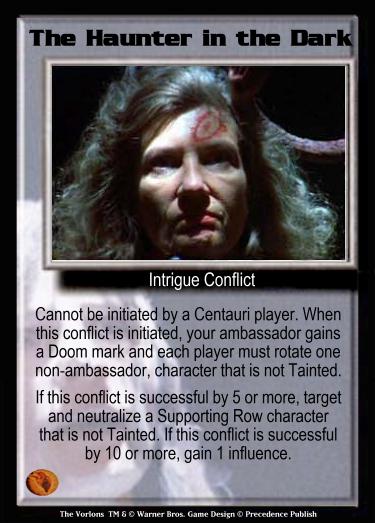 The Haunter in the Dark
Intrigue Conflict
Cannot be initiated by a Centauri player. When
this conflict is initiated, your ambassador gains
a Doom mark and each player must rotate one
non-ambassador, character that is not Tainted.
If this conflict is successful by 5 or more, target
and neutralize a Supporting Row character
that is not Tainted. If this conflict is successful
by 10 or more, gain 1 influence.
The Vorlons TM & © Warner Bros. Game Design © Precedence Publish